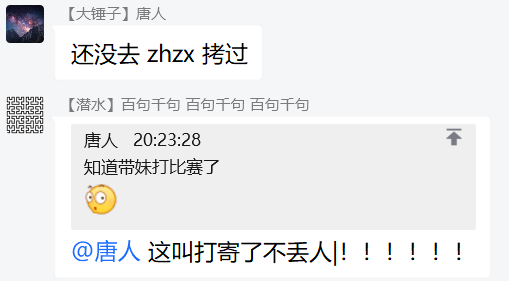 【大锤子】唐人
还没去 zhzx 拷过
【潜水】百句千句 百句千句 百句千句
唐人 20:23:28
知道带妹打比赛了
@唐人 这叫打寄了不丢人|！！！！！！